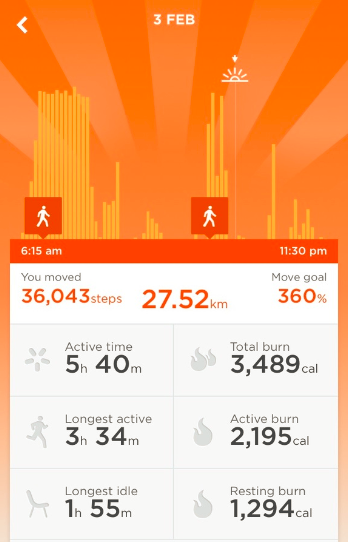 3 FEB
6:15 am 11:30 pm
You moved Move goal
36,043steps 27.52km 360%
Active time Total burn
5h 40m 3,489cal
Longest active Active burn
3h 34m 2,195cal
Longest idle Resting burn
1h 55m 1,294cal